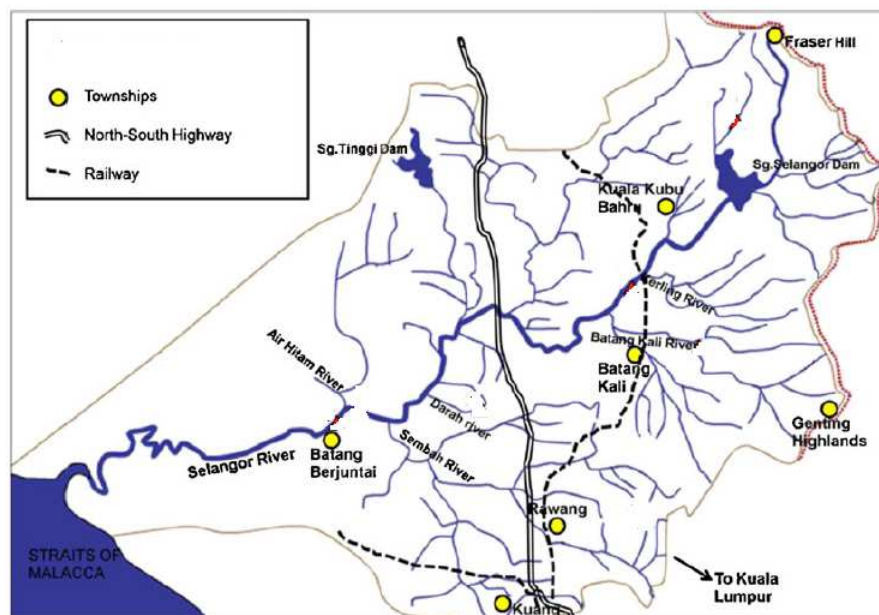 Townships
North-South Highway
Railway
Fraser Hill
Sg.Tinggi Dam
Sg.Selangor Dam
Kuala Kubu
Bahru
Kerling River
Air Hitam River
Batang Kali River
Batang
Kali
Darah river
Genting
Highlands
Selangor River
Batang
Berjuntai
Sembah River
Rawang
STRAITS OF
MALACCA
To Kuala
Lumpur
Kuang